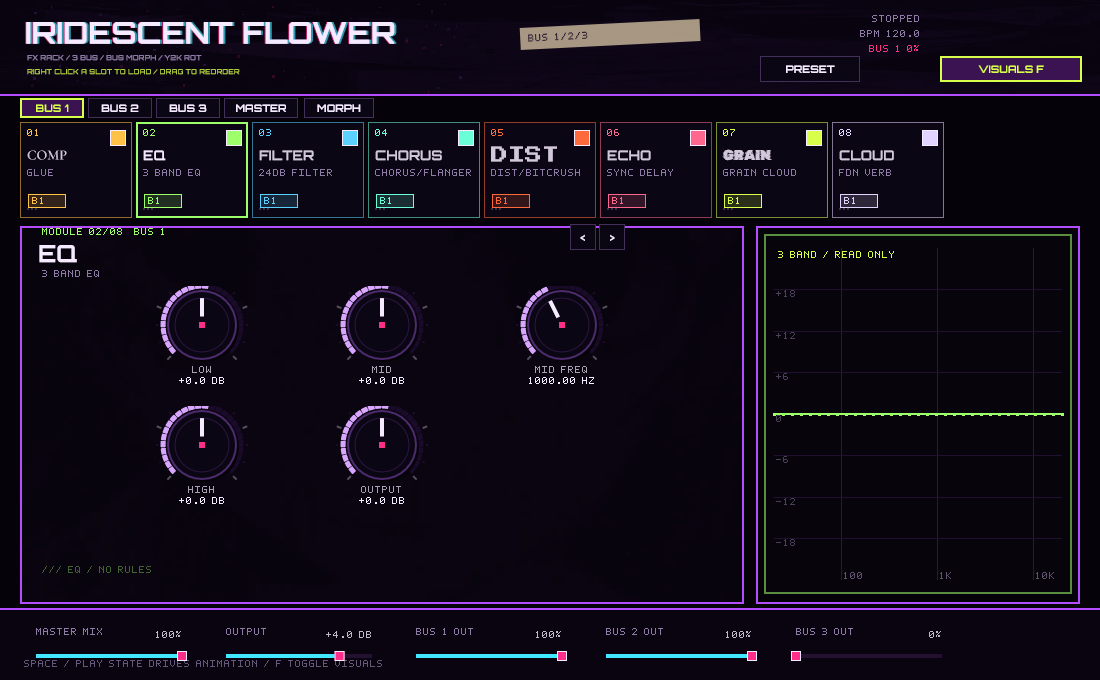 IRIDESCENT FLOWER
FX RACK / 3 BUS / BUS MORPH / Y2K ROT
RIGHT CLICK A SLOT TO LOAD / DRAG TO REORDER
BUS 1/2/3
STOPPED
BPM 120.0
BUS 1 0%
PRESET
VISUALS F
BUS 1
BUS 2
BUS 3
MASTER
MORPH
01
COMP
GLUE
B1
02
EQ
3 BAND EQ
B1
03
FILTER
24DB FILTER
B1
04
CHORUS
CHORUS/FLANGER
B1
05
DIST
DIST/BITCRUSH
B1
06
ECHO
SYNC DELAY
B1
07
GRAIN
GRAIN CLOUD
B1
08
CLOUD
FDN VERB
B1
MODULE 02/08 BUS 1
EQ
3 BAND EQ
< >
LOW
+0.0 DB
MID
+0.0 DB
MID FREQ
1000.00 HZ
HIGH
+0.0 DB
OUTPUT
+0.0 DB
/// EQ / NO RULES
3 BAND / READ ONLY
+18
+12
+6
0
-6
-12
-18
100
1K
10K
MASTER MIX 100%
OUTPUT +4.0 DB
BUS 1 OUT 100%
BUS 2 OUT 100%
BUS 3 OUT 0%
SPACE / PLAY STATE DRIVES ANIMATION / F TOGGLE VISUALS